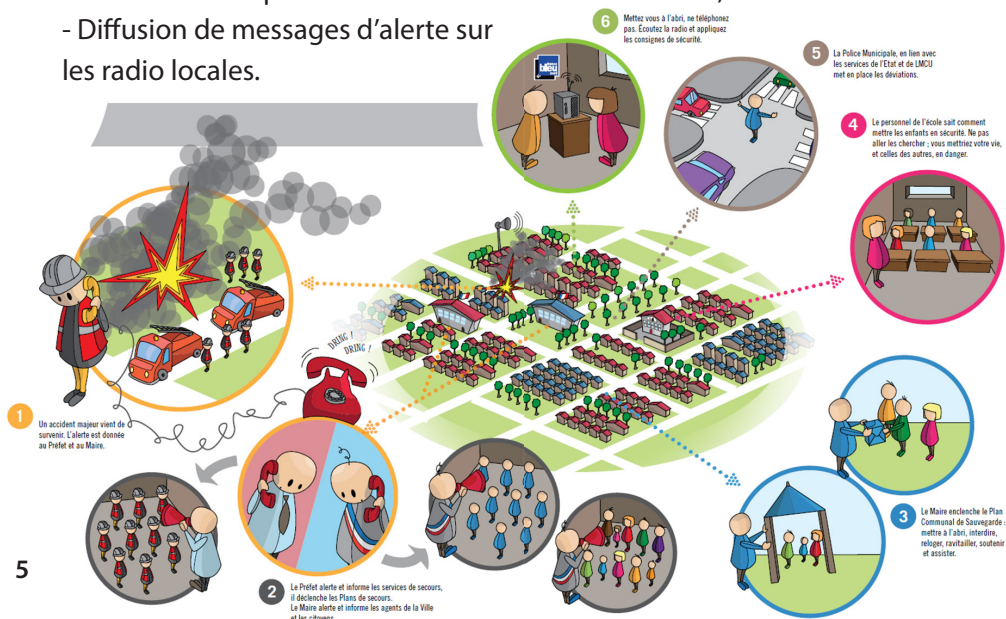 - Diffusion de messages d'alerte sur
les radio locales.
6
Mettez vous à l'abri, ne téléphonez
pas. Écoutez la radio et appliquez
les consignes de sécurité.
bleu
5
La Police Municipale, en lien avec
les services de l'Etat et de LMCU
met en place les déviations.
4
Le personnel de l'école sait comment
mettre les enfants en sécurité. Ne pas
aller les chercher ; vous mettriez votre vie,
et celles des autres, en danger.
DRING !
DRING !
1
Un accident majeur vient de
survenir. L'alerte est donnée
au Préfet et au Maire.
3
Le Maire enclenche le Plan
Communal de Sauvegarde :
mettre à l'abri, interdire,
reloger, ravitailler, soutenir
et assister.
2
Le Préfet alerte et informe les services de secours,
il déclenche les Plans de secours.
Le Maire alerte et informe les agents de la Ville
et les citoyens
5